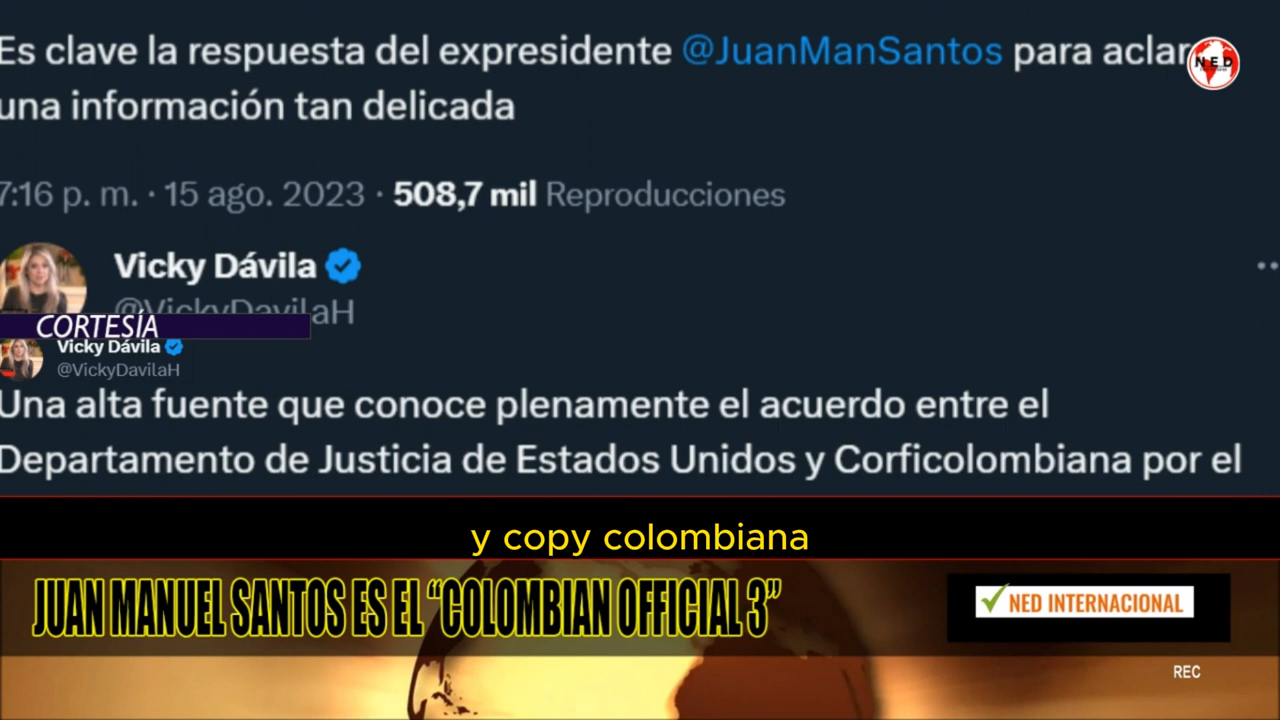 Es clave la respuesta del expresidente @JuanManSantos para aclar
NED
una información tan delicada
7:16 p. m. · 15 ago. 2023 · 508,7 mil Reproducciones
Vicky Dávila
@VickyDavilaH
CORTESÍA
Vicky Dávila
@VickyDavilaH
Una alta fuente que conoce plenamente el acuerdo entre el
Departamento de Justicia de Estados Unidos y Corficolombiana por el
y copy colombiana
JUAN MANUEL SANTOS ES EL “COLOMBIAN OFFICIAL 3”
NED INTERNACIONAL
REC